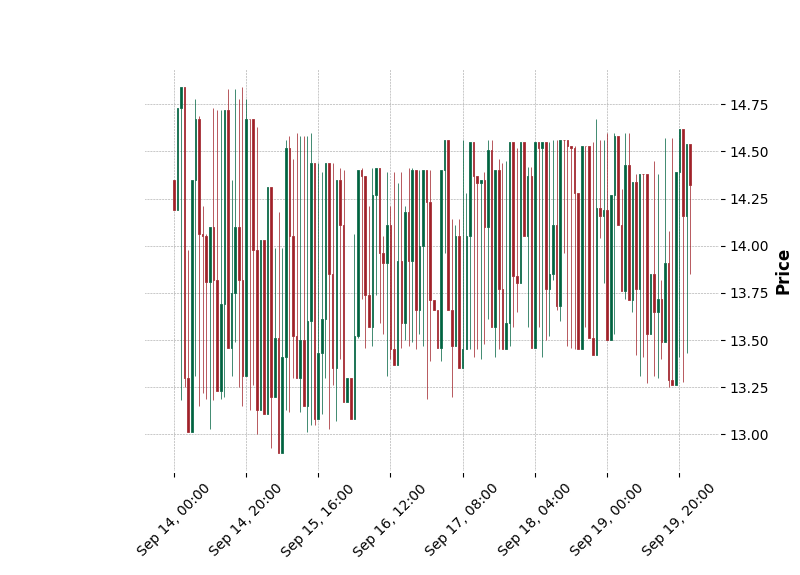 14.75
14.50
14.25
14.00
13.75
13.50
13.25
13.00
Price
Sep 14, 00:00
Sep 14, 20:00
Sep 15, 16:00
Sep 16, 12:00
Sep 17, 08:00
Sep 18, 04:00
Sep 19, 00:00
Sep 19, 20:00